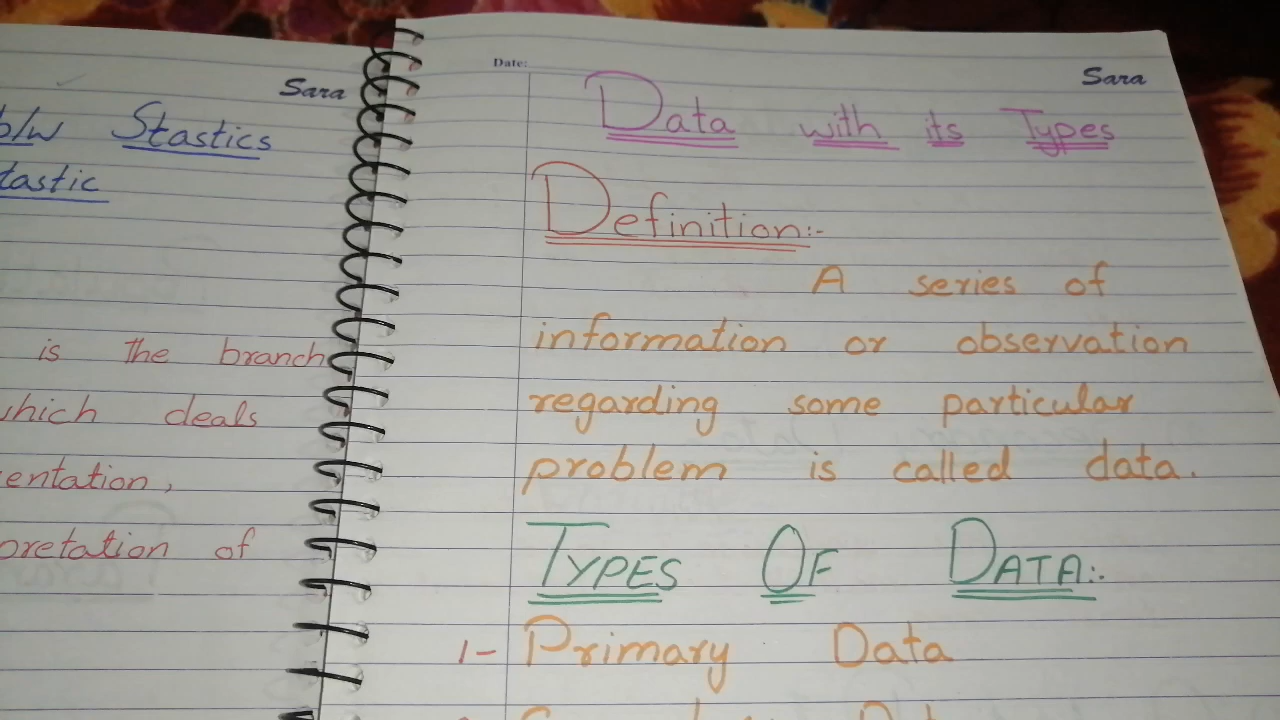 Sara
b/w Stastics
tastic
is the branch
which deals
entation,
pretation of
Date:
Sara
Data with its Types
Definition:-
A series of
information or observation
regarding some particular
problem is called data.
TYPES OF DATA:.
1- Primary Data